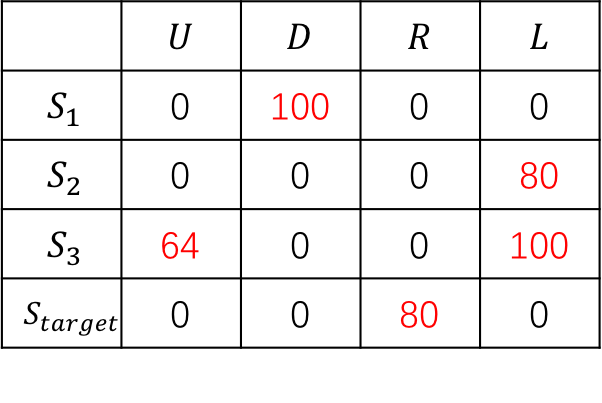 U D R L
S₁ 0 100 0 0
S₂ 0 0 0 80
S₃ 64 0 0 100
Sₜₐᵣgₑₜ 0 0 80 0